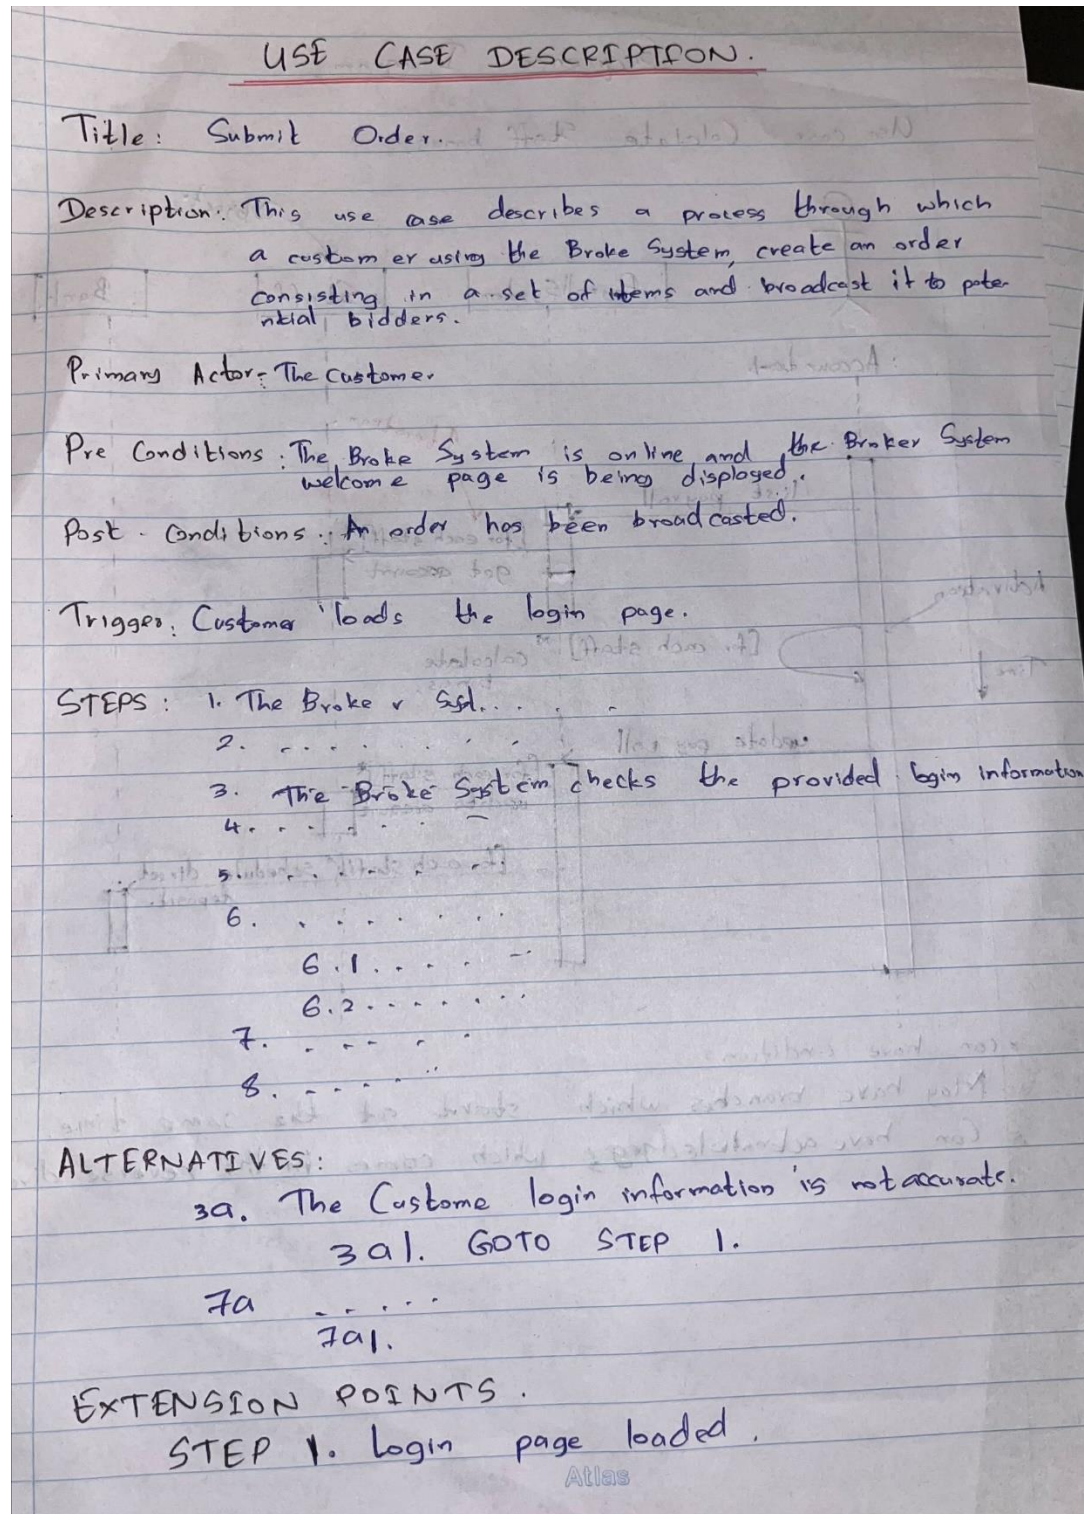 USE CASE DESCRIPTION.
Title: Submit Order.
Description: This use case describes a process through which
a customer using the Broke System, create an order
consisting in a set of items and broadcast it to pote-
ntial bidders.
Primary Actor:- The Customer.
Pre Conditions: The Broke System is online and the Broker System
welcome page is being displayed.
Post - Conditions: An order has been broadcasted.
Trigger: Customer loads the login page.
STEPS: 1. The Broke r Syst. . . . .
2. . . . . . . . .
3. The Broke System checks the provided login information
4. . . . . . .
5. . . . . . .
6. . . . . . . .
6.1. . . . . .
6.2. . . . . . .
7. . . . . .
8. . . . . . .
ALTERNATIVES:
3a. The Custome login information is not accurate.
3a1. GOTO STEP 1.
7a . . . . .
7a1.
EXTENSION POINTS.
STEP 1. Login page loaded.
Atlas